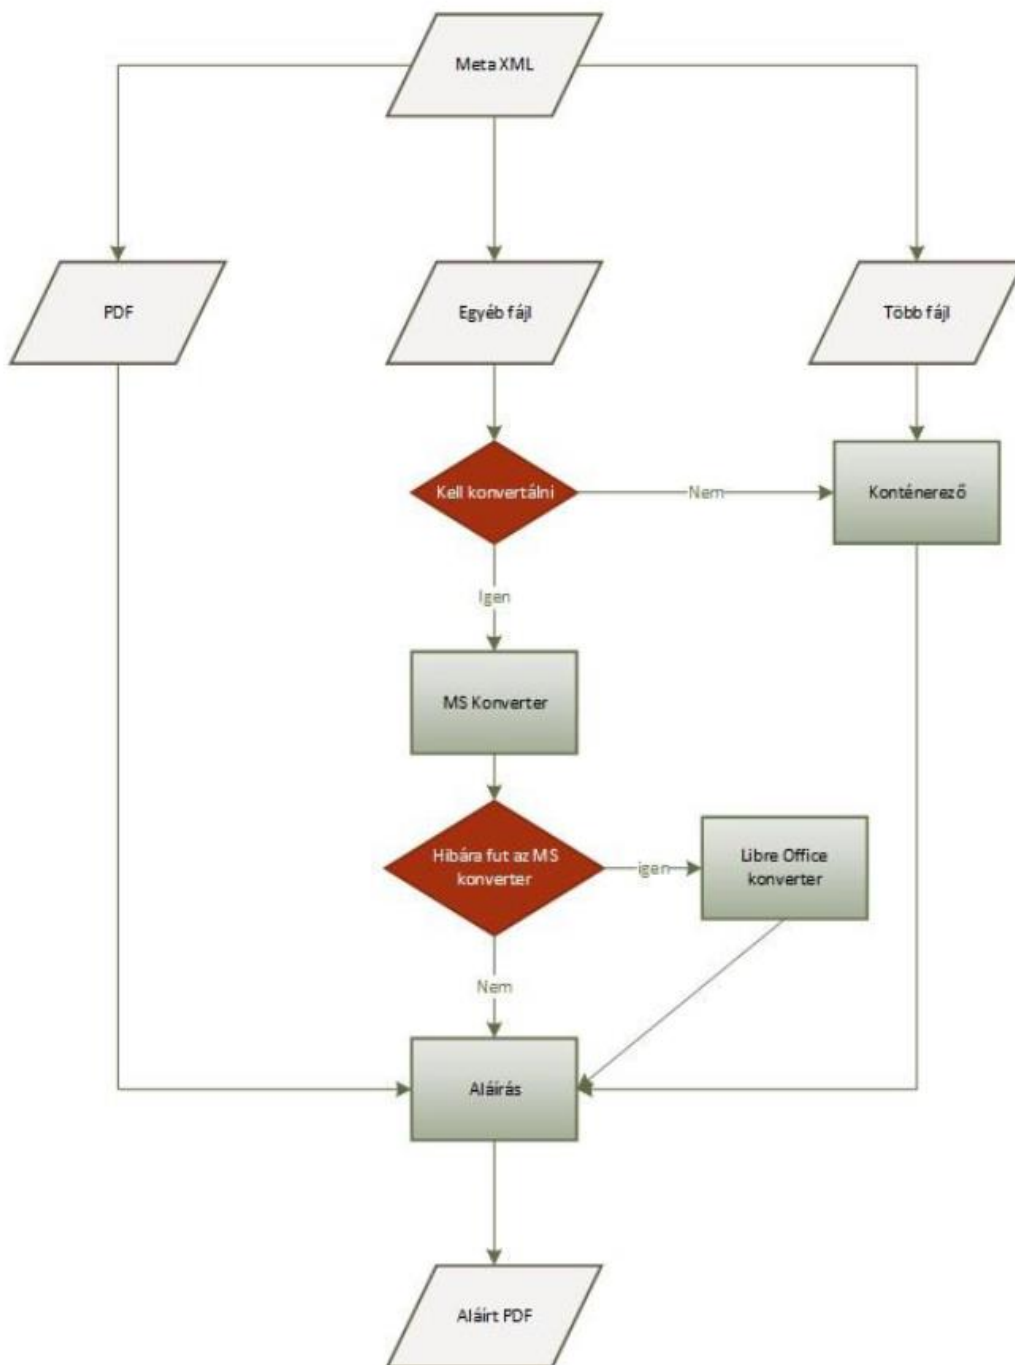 Meta XML
PDF
Egyéb fájl
Több fájl
Kell konvertálni
Nem
Konténerező
Igen
MS Konverter
Hibára fut az MS
konverter
igen
Libre Office
konverter
Nem
Aláírás
Aláírt PDF